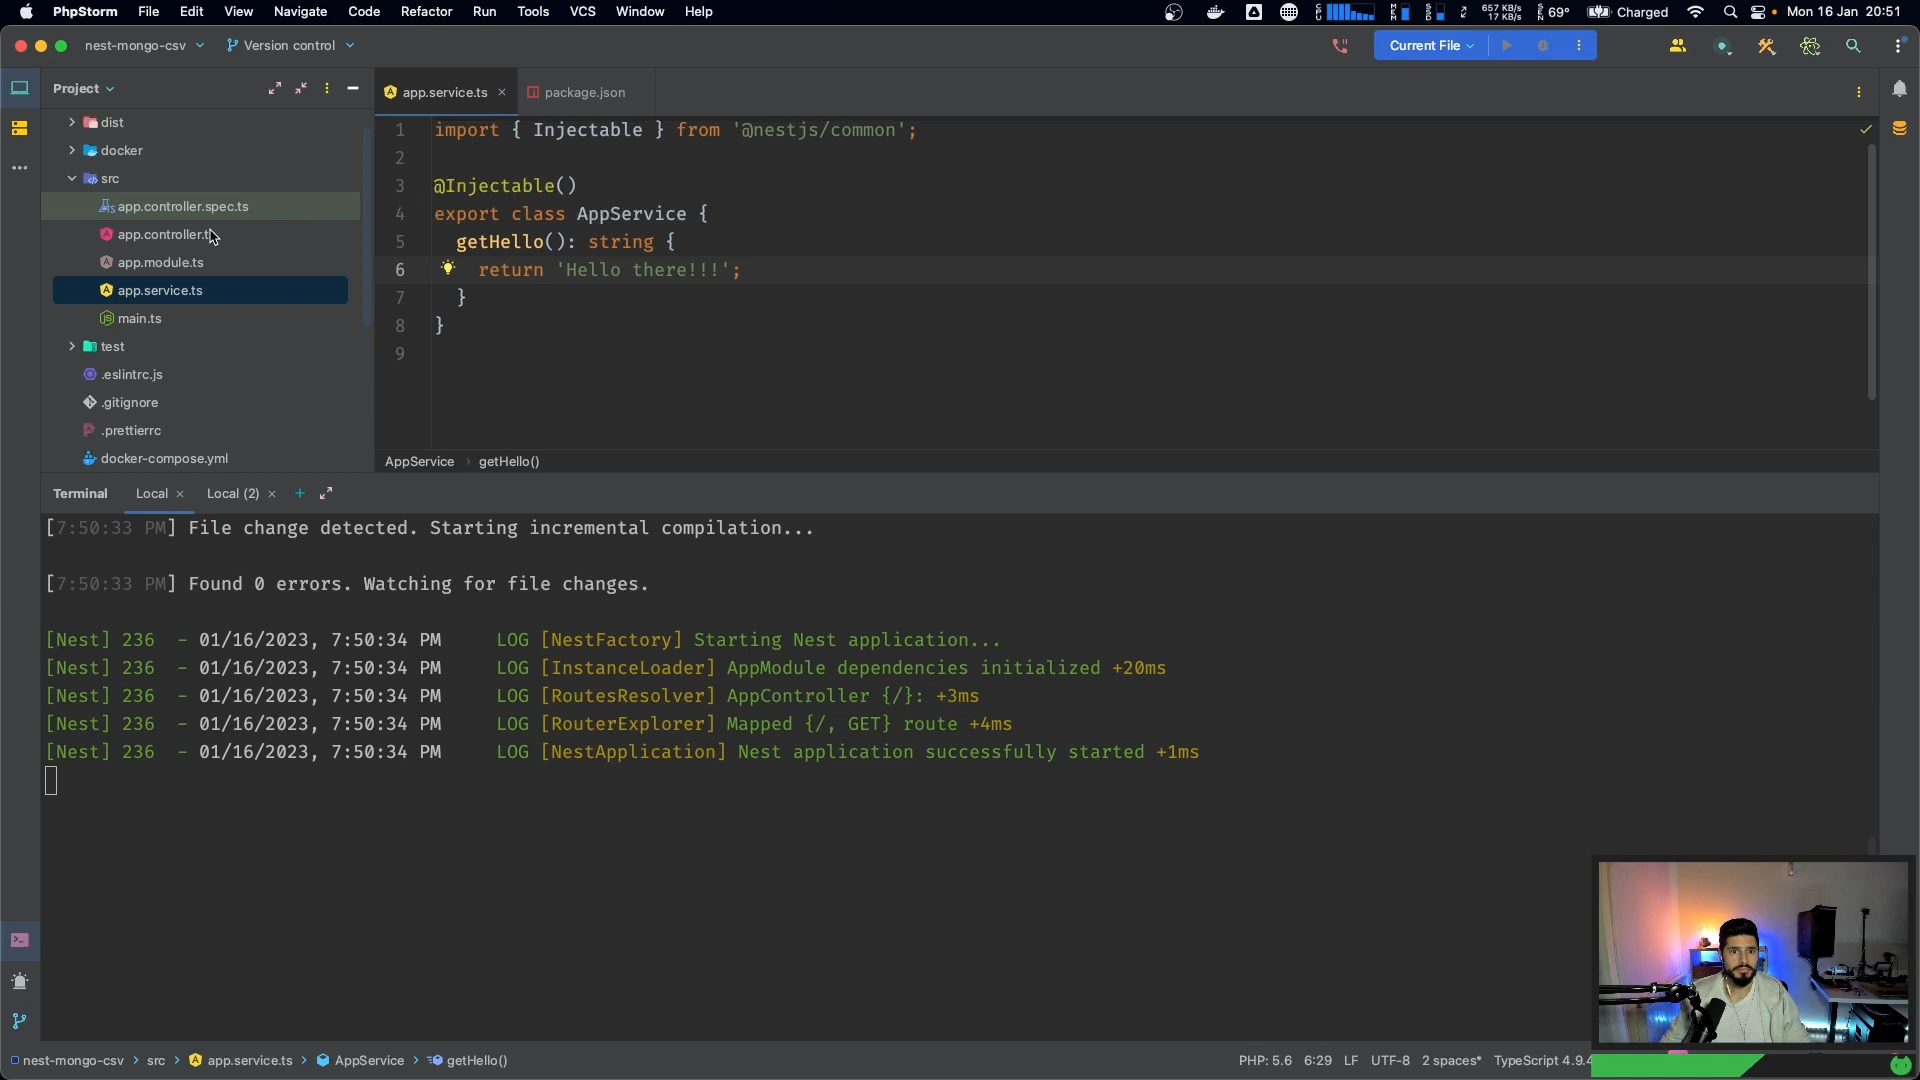 PhpStorm File Edit View Navigate Code Refactor Run Tools VCS Window Help
657 KB/s
17 KB/s
69° Charged Mon 16 Jan 20:51
nest-mongo-csv Version control Current File
Project
dist
docker
src
app.controller.spec.ts
app.controller.t
app.module.ts
app.service.ts
main.ts
test
.eslintrc.js
.gitignore
.prettierrc
docker-compose.yml
app.service.ts package.json
1 import { Injectable } from '@nestjs/common';
2
3 @Injectable()
4 export class AppService {
5 getHello(): string {
6 return 'Hello there!!!';
7 }
8 }
9
AppService › getHello()
Terminal Local Local (2)
[7:50:33 PM] File change detected. Starting incremental compilation...
[7:50:33 PM] Found 0 errors. Watching for file changes.
[Nest] 236 - 01/16/2023, 7:50:34 PM LOG [NestFactory] Starting Nest application...
[Nest] 236 - 01/16/2023, 7:50:34 PM LOG [InstanceLoader] AppModule dependencies initialized +20ms
[Nest] 236 - 01/16/2023, 7:50:34 PM LOG [RoutesResolver] AppController {/}: +3ms
[Nest] 236 - 01/16/2023, 7:50:34 PM LOG [RouterExplorer] Mapped {/, GET} route +4ms
[Nest] 236 - 01/16/2023, 7:50:34 PM LOG [NestApplication] Nest application successfully started +1ms
nest-mongo-csv › src › app.service.ts › AppService › getHello() PHP: 5.6 6:29 LF UTF-8 2 spaces* TypeScript 4.9.4